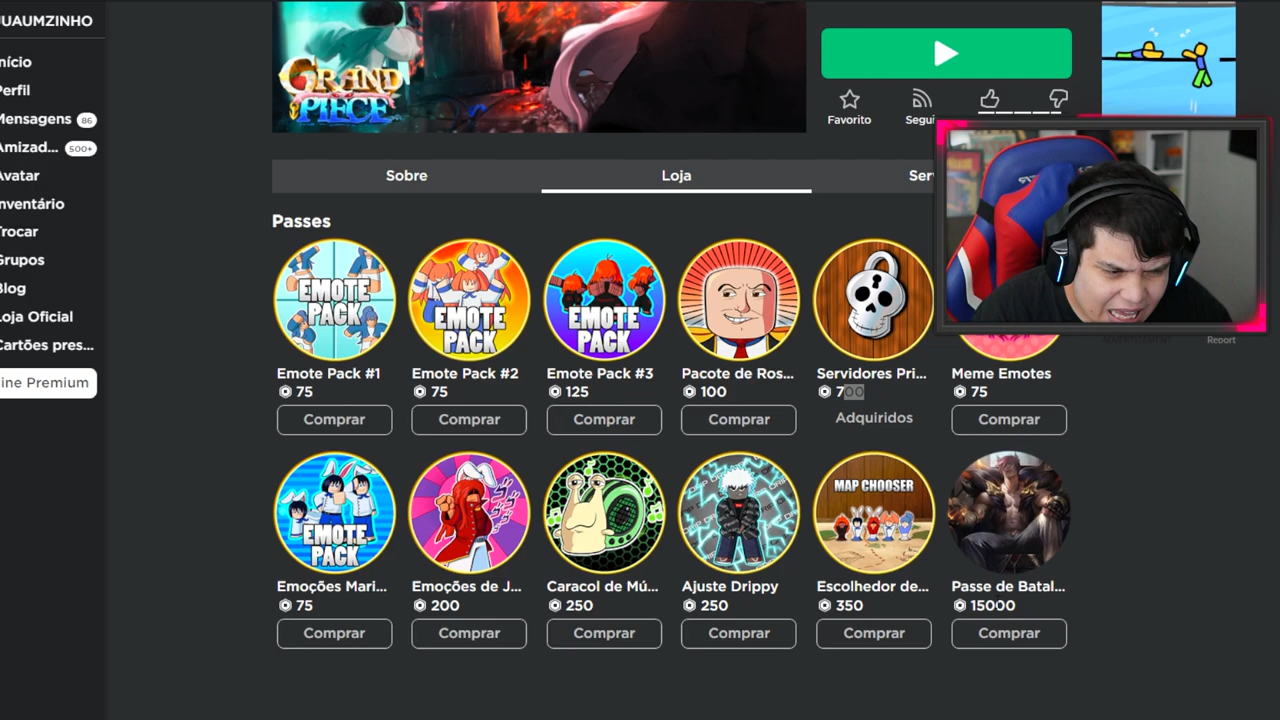 UAUMZINHO
nício
Perfil
Mensagens 86
Amizad... 500+
Avatar
nventário
Trocar
Grupos
Blog
Loja Oficial
Cartões pres...
ine Premium
GRAND
PIECE
Favorito
Segui
Sobre
Loja
Ser
Passes
EMOTE
PACK
Emote Pack #1
75
Comprar
EMOTE
PACK
Emote Pack #2
75
Comprar
EMOTE
PACK
Emote Pack #3
125
Comprar
Pacote de Ros...
100
Comprar
Servidores Pri...
700
Adquiridos
Meme Emotes
75
Comprar
ADVERTISEMENT
Report
EMOTE
PACK
Emoções Mari...
75
Comprar
Emoções de J...
200
Comprar
Caracol de Mú...
250
Comprar
Ajuste Drippy
250
Comprar
MAP CHOOSER
Escolhedor de...
350
Comprar
Passe de Batal...
15000
Comprar